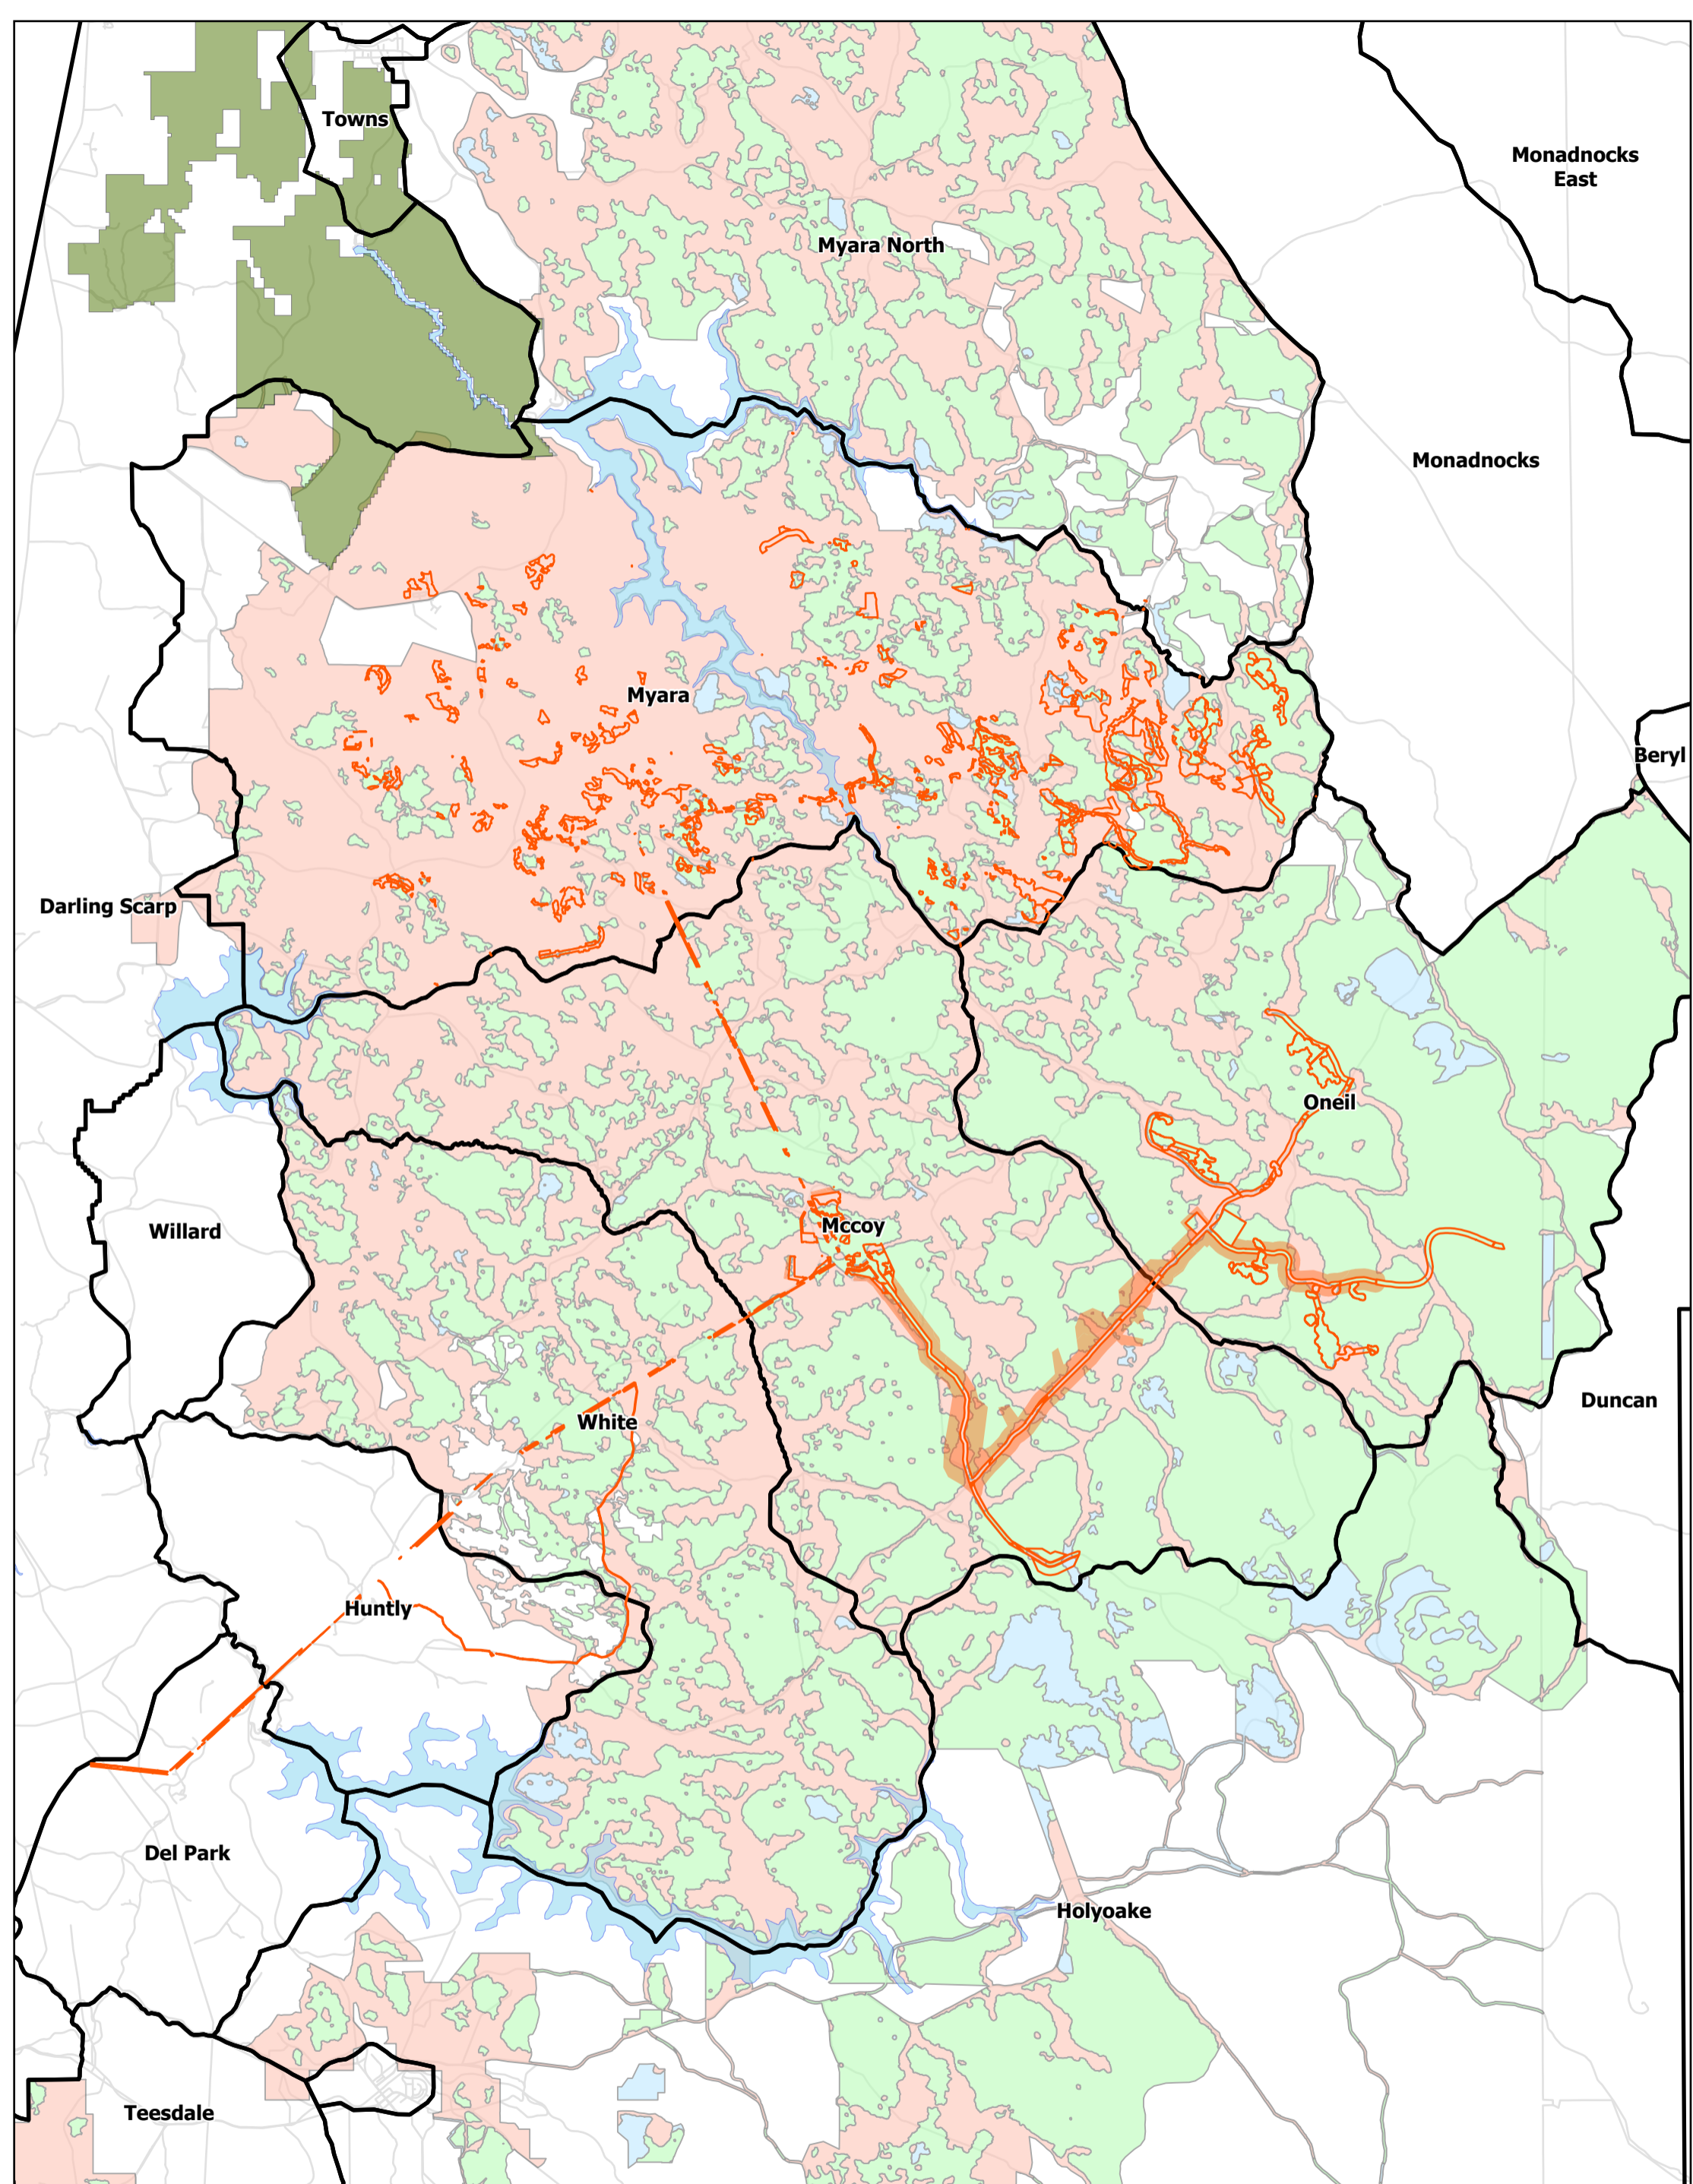 Towns
Monadnocks
East
Myara North
Monadnocks
Myara
Beryl
Darling Scarp
Oneil
Mccoy
Willard
Duncan
White
Huntly
Del Park
Holyoake
Teesdale